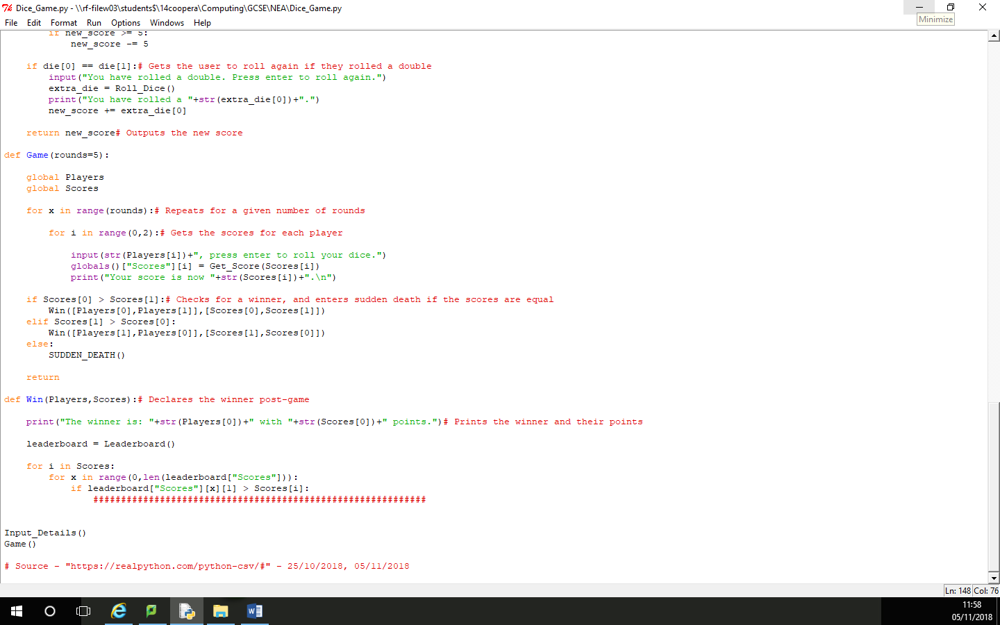 Dice_Game.py - \\rf-filew03\students$\14coopera\Computing\GCSE\NEA\Dice_Game.py
Minimize
File Edit Format Run Options Windows Help
        if new_score >= 5:
            new_score -= 5

    if die[0] == die[1]:# Gets the user to roll again if they rolled a double
        input("You have rolled a double. Press enter to roll again.")
        extra_die = Roll_Dice()
        print("You have rolled a "+str(extra_die[0])+".")
        new_score += extra_die[0]

    return new_score# Outputs the new score

def Game(rounds=5):

    global Players
    global Scores

    for x in range(rounds):# Repeats for a given number of rounds

        for i in range(0,2):# Gets the scores for each player

            input(str(Players[i])+", press enter to roll your dice.")
            globals()["Scores"][i] = Get_Score(Scores[i])
            print("Your score is now "+str(Scores[i])+".\n")

    if Scores[0] > Scores[1]:# Checks for a winner, and enters sudden death if the scores are equal
        Win([Players[0],Players[1]],[Scores[0],Scores[1]])
    elif Scores[1] > Scores[0]:
        Win([Players[1],Players[0]],[Scores[1],Scores[0]])
    else:
        SUDDEN_DEATH()

    return

def Win(Players,Scores):# Declares the winner post-game

    print("The winner is: "+str(Players[0])+" with "+str(Scores[0])+" points.")# Prints the winner and their points

    leaderboard = Leaderboard()

    for i in Scores:
        for x in range(0,len(leaderboard["Scores"])):
            if leaderboard["Scores"][x][1] > Scores[i]:
                ############################################################

Input_Details()
Game()

# Source - "https://realpython.com/python-csv/#" - 25/10/2018, 05/11/2018
Ln: 148 Col: 76
11:58
05/11/2018